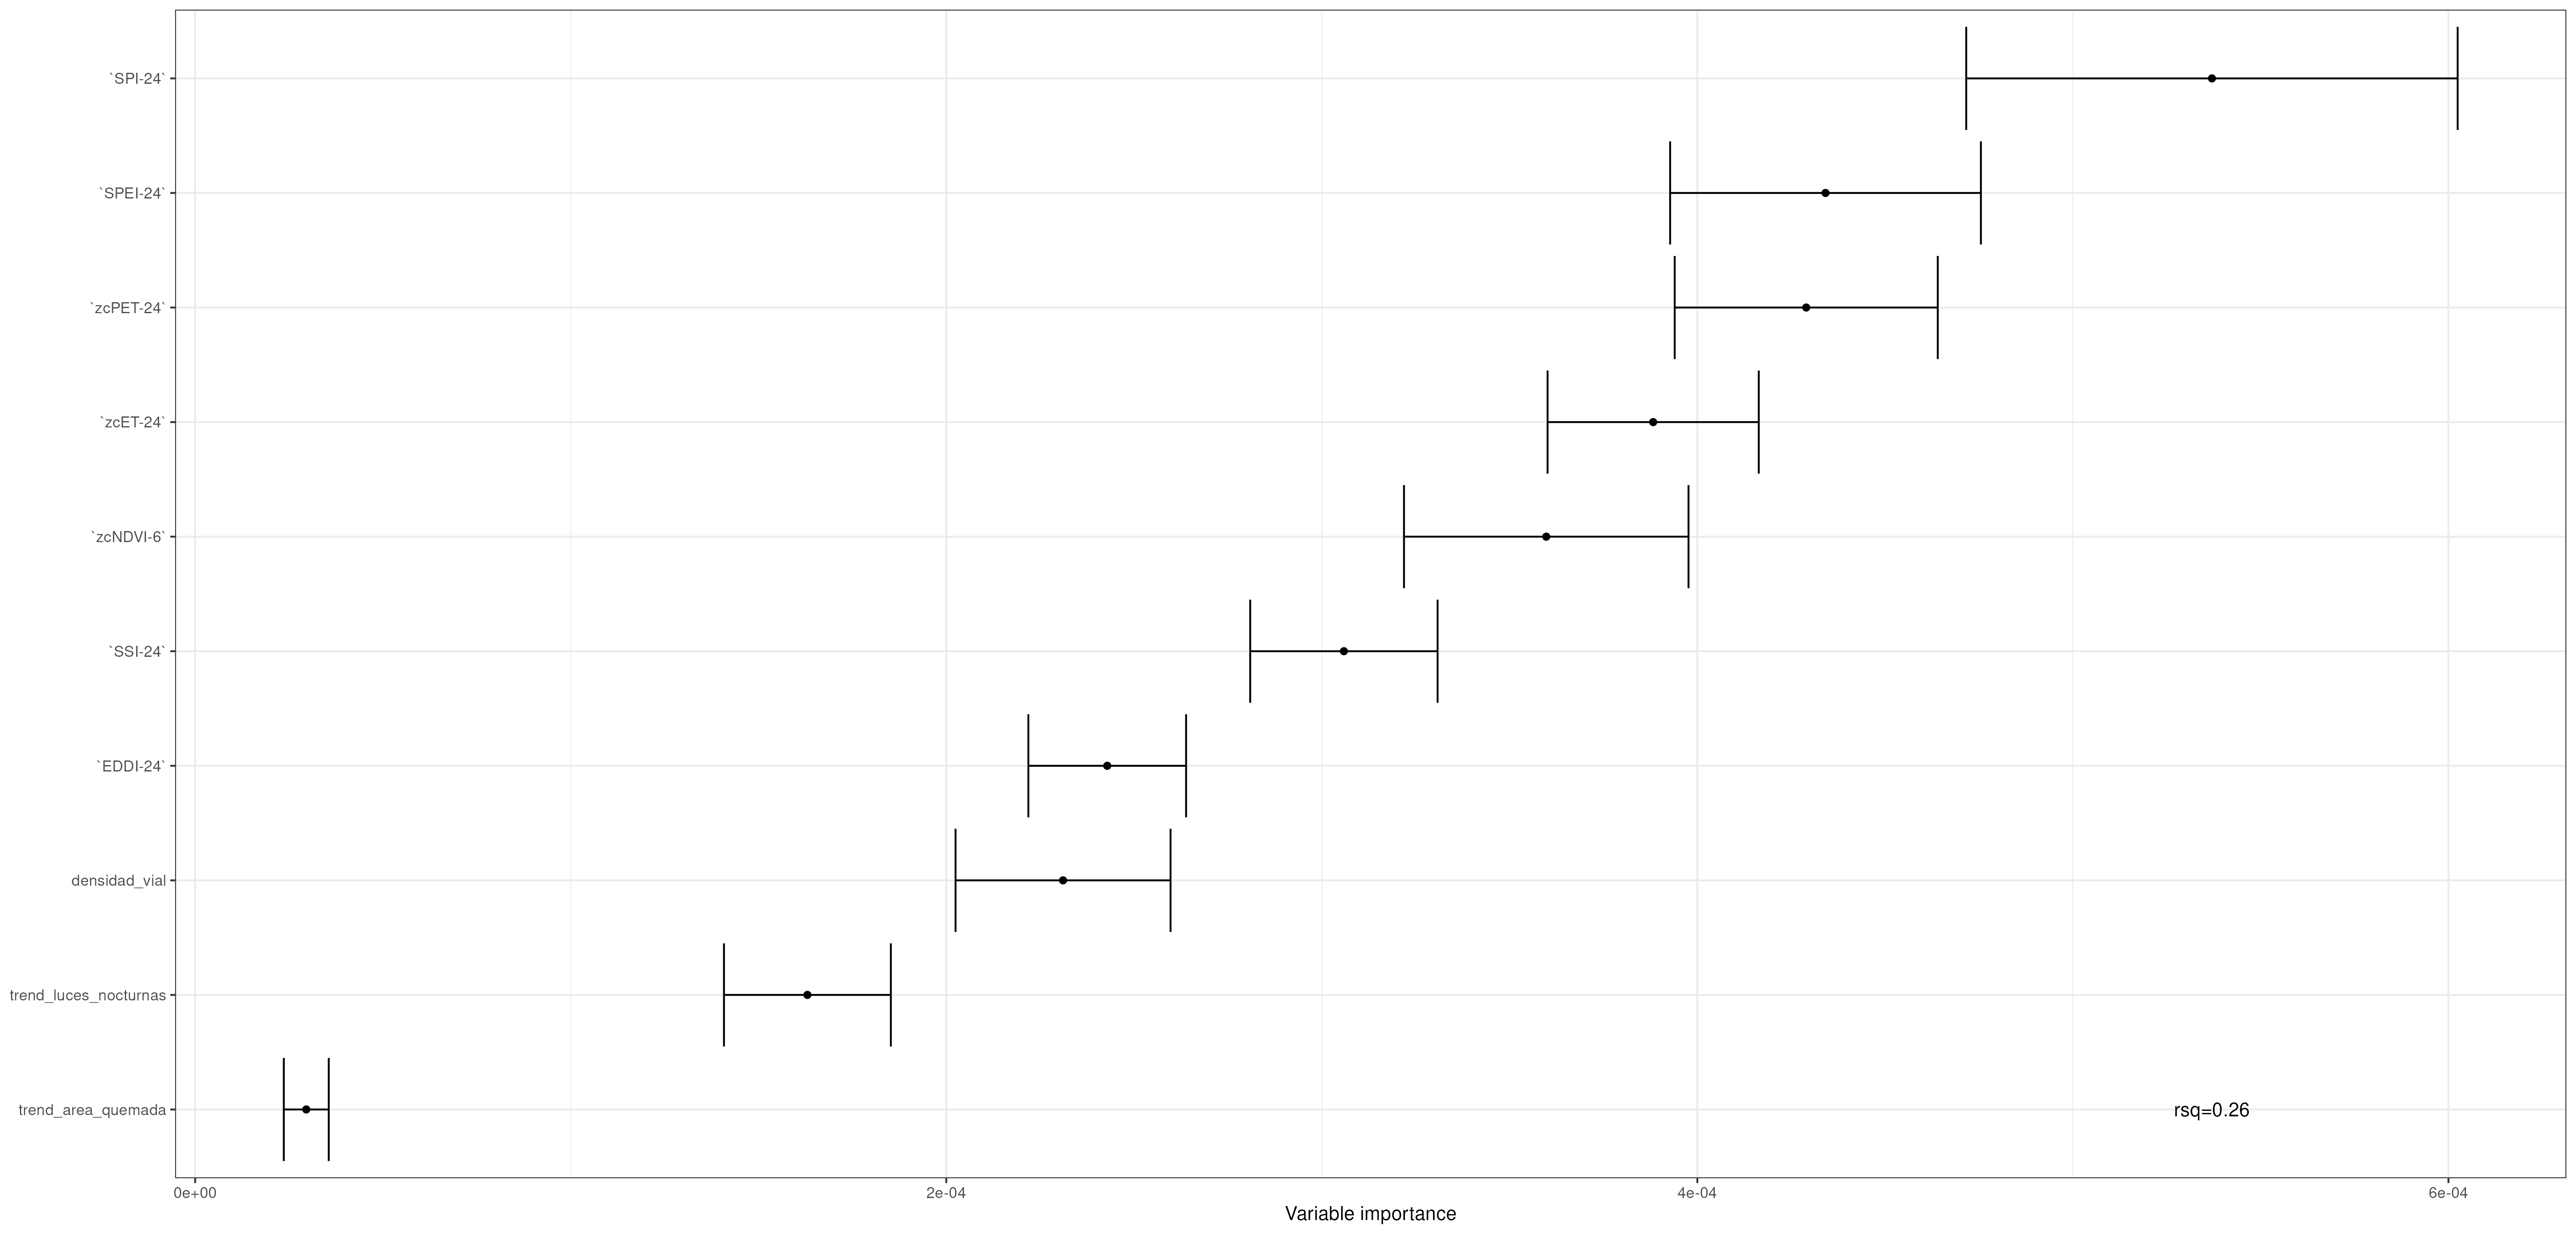 `SPI-24`
`SPEI-24`
`zcPET-24`
`zcET-24`
`zcNDVI-6`
`SSI-24`
`EDDI-24`
densidad_vial
trend_luces_nocturnas
trend_area_quemada
rsq=0.26
0e+00 2e-04 4e-04 6e-04
Variable importance